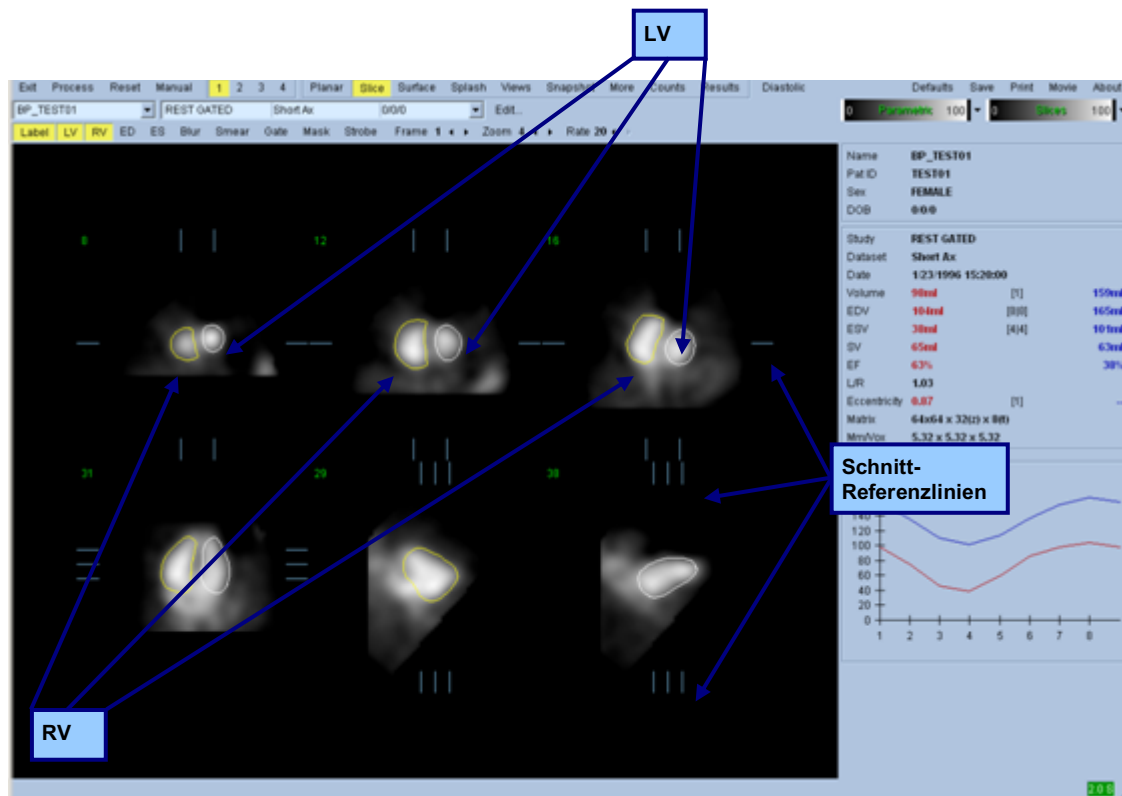 LV
Exit Process Reset Manual 1 2 3 4 Planar Slice Surface Splash Views Snapshot More Counts Results Diastolic Defaults Save Print Movie About
BP_TEST01 REST GATED Short Ax 0/0/0 Edit... 0 Parametric 100 0 Slices 100
Label LV RV ED ES Blur Smear Gate Mask Strobe Frame 1 Zoom 4 Rate 20
Name BP_TEST01
Pat ID TEST01
Sex FEMALE
DOB 0/0/0
8 12 16
Study REST GATED
Dataset Short Ax
Date 1/23/1996 15:20:00
Volume 98ml [1] 159ml
EDV 104ml [8|8] 165ml
ESV 38ml [4|4] 101ml
SV 65ml 63ml
EF 63% 38%
L/R 1.03
Eccentricity 0.87 [1]
Matrix 64x64 x 32(z) x 8(t)
Mm/Vox 5.32 x 5.32 x 5.32
31 29
Schnitt-
Referenzlinien
140
120
100
80
60
40
20
0
1 2 3 4 5 6 7 8
RV